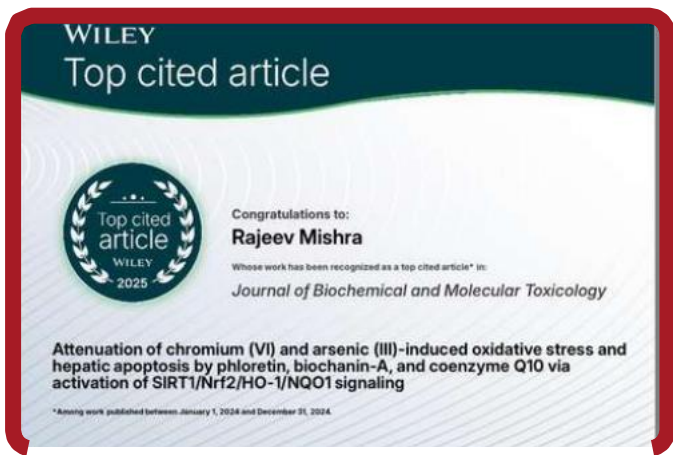 WILEY
Top cited article
Top cited
article
WILEY
2025
Congratulations to:
Rajeev Mishra
Whose work has been recognized as a top cited article* in:
Journal of Biochemical and Molecular Toxicology
Attenuation of chromium (VI) and arsenic (III)-induced oxidative stress and
hepatic apoptosis by phloretin, biochanin-A, and coenzyme Q10 via
activation of SIRT1/Nrf2/HO-1/NQO1 signaling
*Among work published between January 1, 2024 and December 31, 2024.